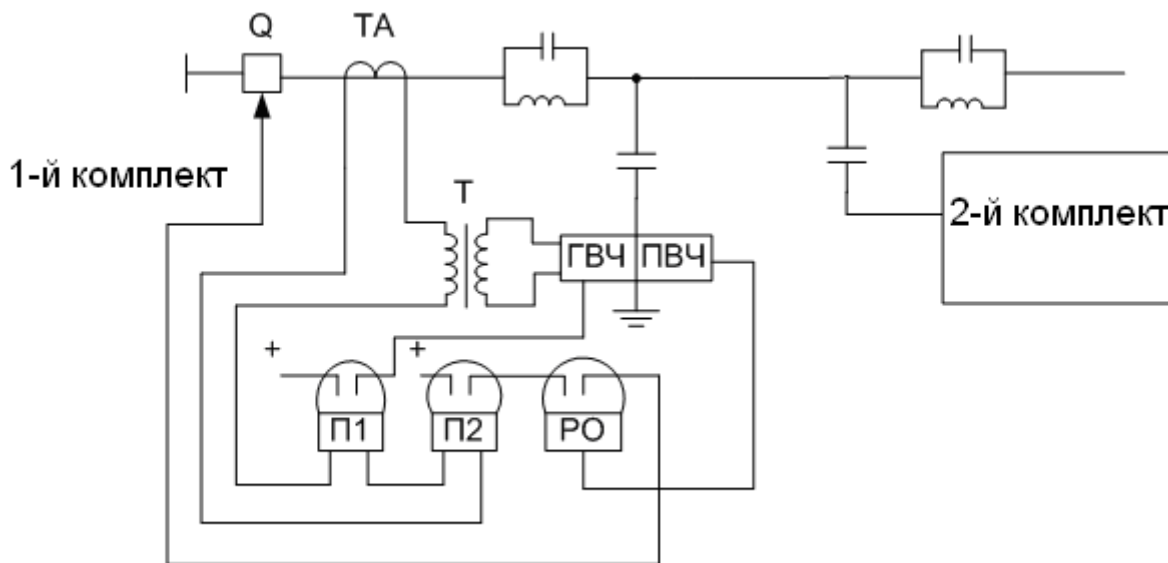 Q
TA
1-й комплект
T
ГВЧ
ПВЧ
2-й комплект
+
+
П1
П2
РО